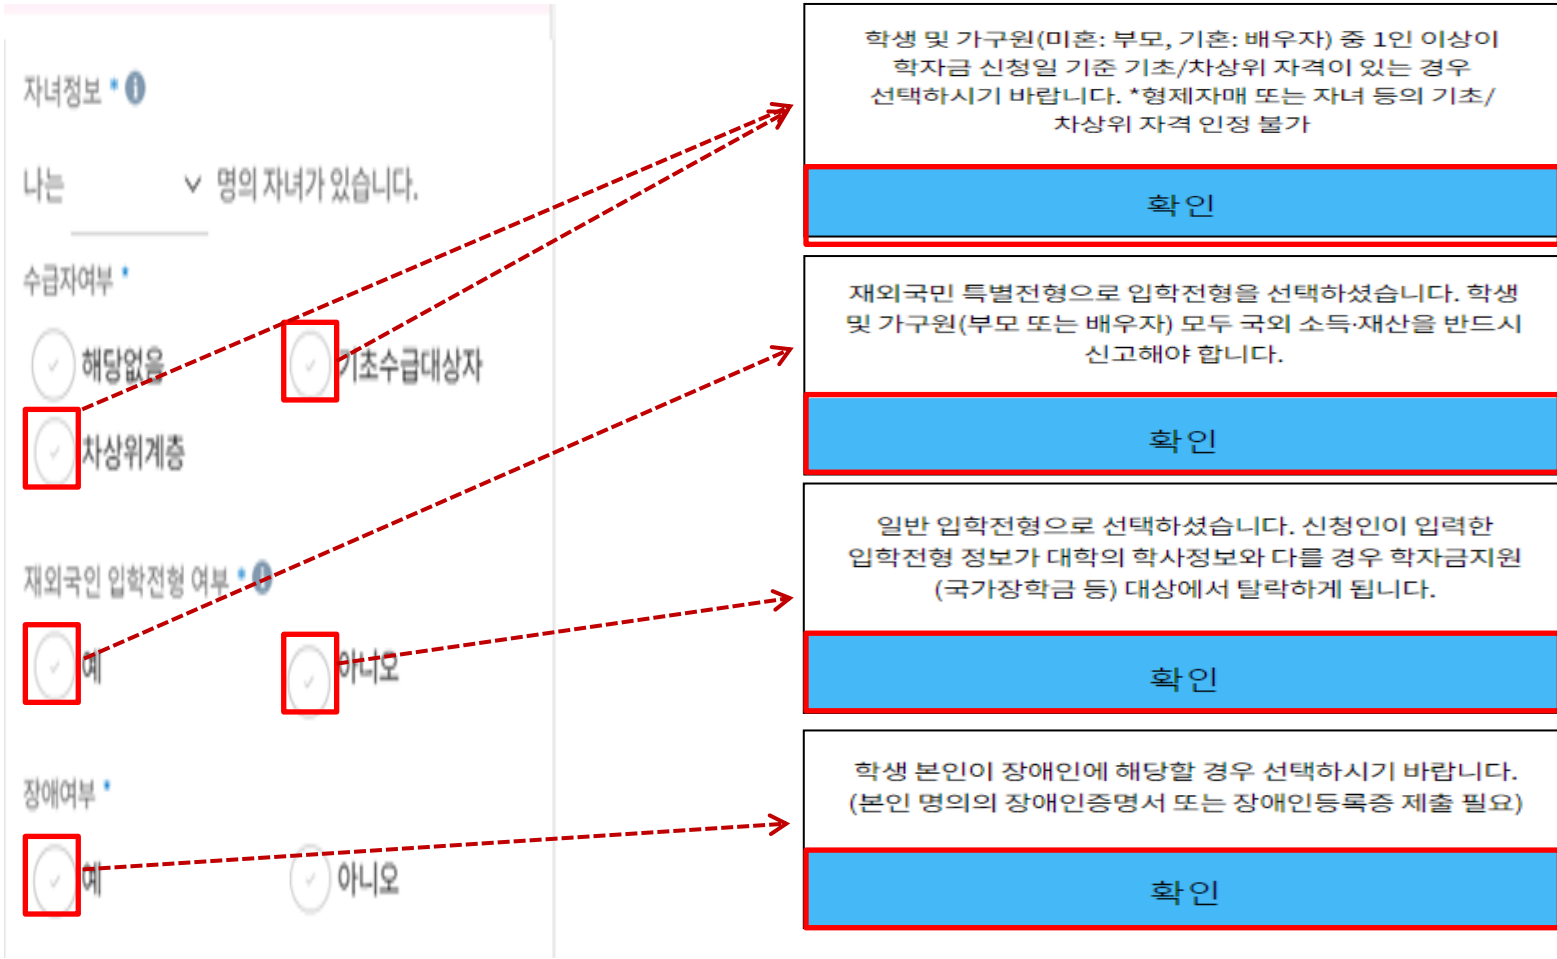 자녀정보 *
나는 명의 자녀가 있습니다.
수급자여부 *
해당없음 기초수급대상자
차상위계층
재외국인 입학전형 여부 *
예 아니오
장애여부 *
예 아니오
학생 및 가구원(미혼: 부모, 기혼: 배우자) 중 1인 이상이
학자금 신청일 기준 기초/차상위 자격이 있는 경우
선택하시기 바랍니다. *형제자매 또는 자녀 등의 기초/
차상위 자격 인정 불가
확인
재외국민 특별전형으로 입학전형을 선택하셨습니다. 학생
및 가구원(부모 또는 배우자) 모두 국외 소득·재산을 반드시
신고해야 합니다.
확인
일반 입학전형으로 선택하셨습니다. 신청인이 입력한
입학전형 정보가 대학의 학사정보와 다를 경우 학자금지원
(국가장학금 등) 대상에서 탈락하게 됩니다.
확인
학생 본인이 장애인에 해당할 경우 선택하시기 바랍니다.
(본인 명의의 장애인증명서 또는 장애인등록증 제출 필요)
확인